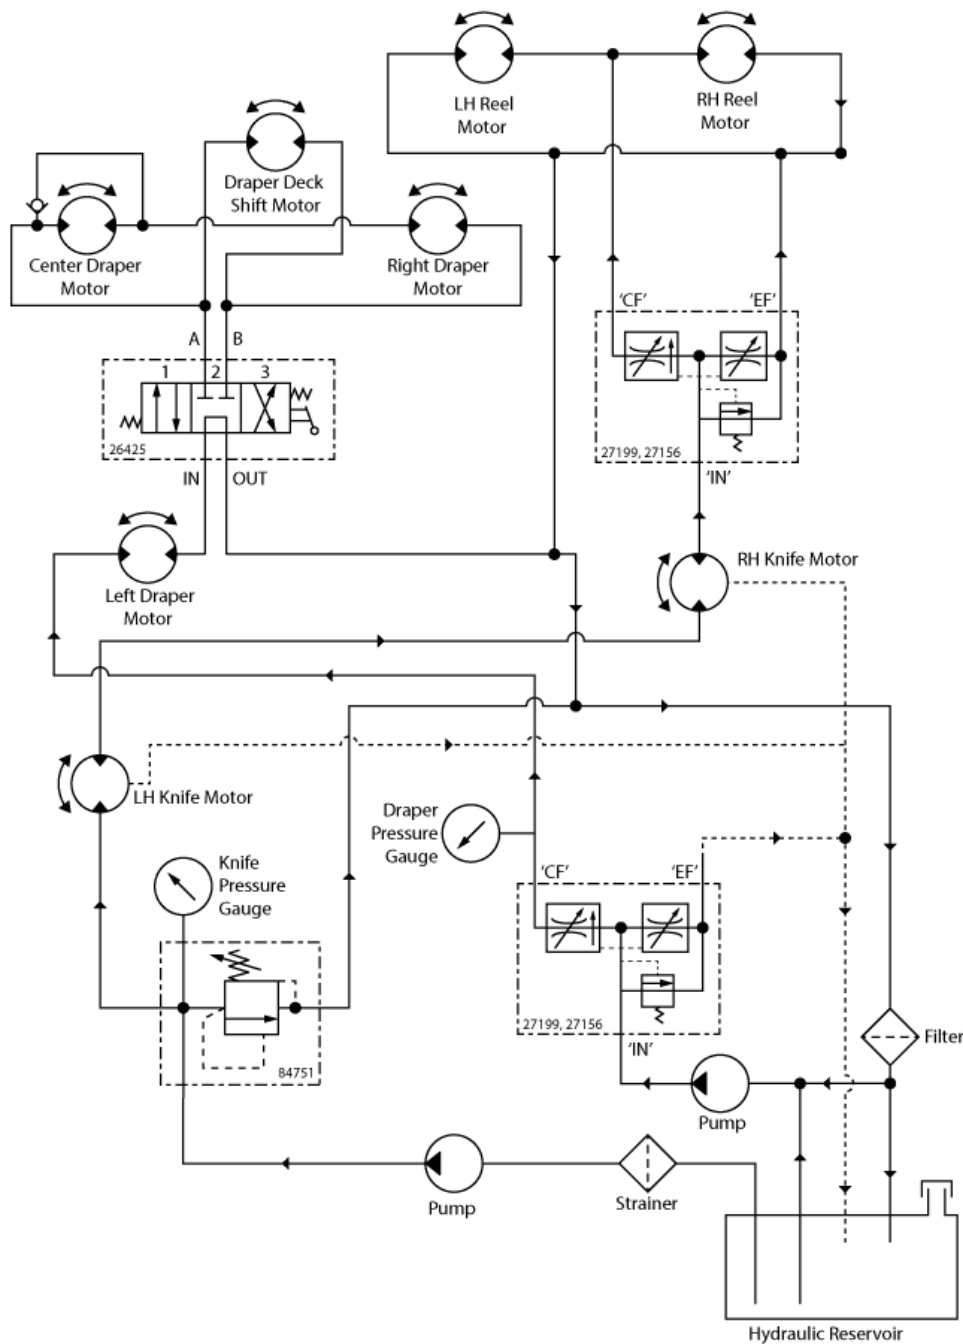 LH Reel
Motor
RH Reel
Motor
Draper Deck
Shift Motor
Center Draper
Motor
Right Draper
Motor
A
B
1
2
3
26425
IN
OUT
'CF'
'EF'
27199, 27156
'IN'
Left Draper
Motor
RH Knife Motor
LH Knife Motor
Draper
Pressure
Gauge
Knife
Pressure
Gauge
84751
'CF'
'EF'
27199, 27156
'IN'
Filter
Pump
Pump
Strainer
Hydraulic Reservoir